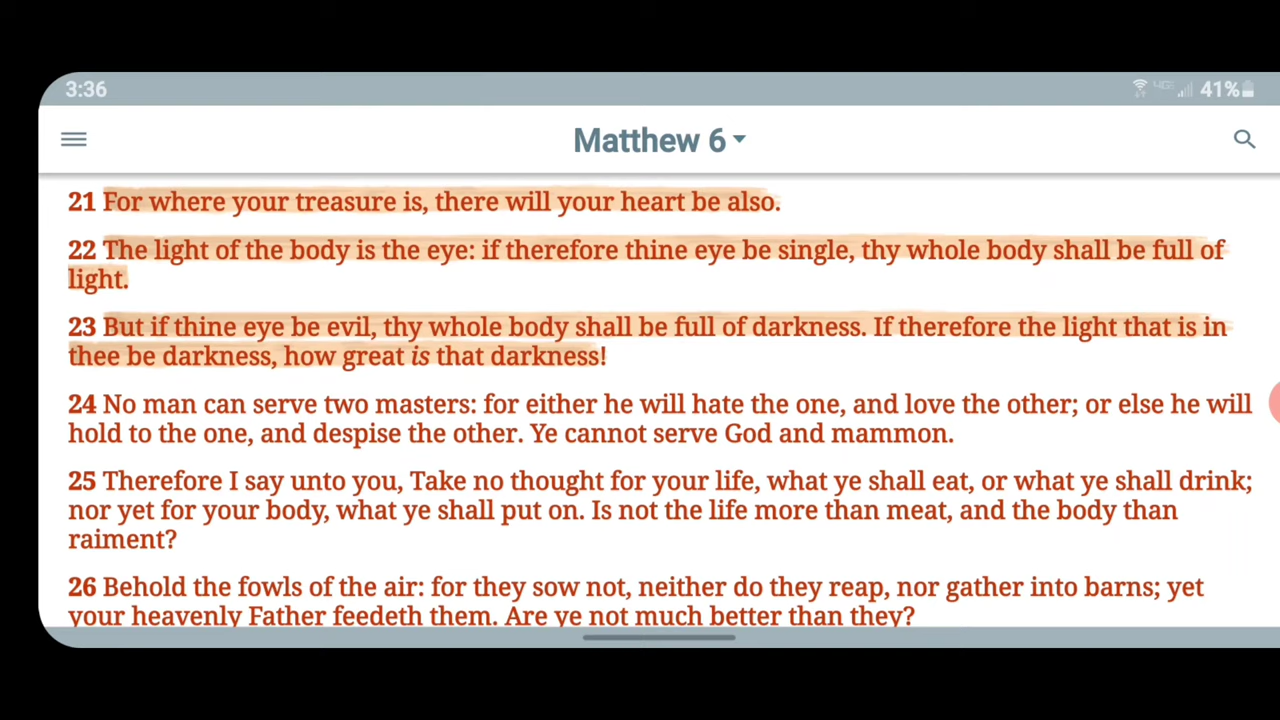 3:36 4GE 41%
Matthew 6
21 For where your treasure is, there will your heart be also.
22 The light of the body is the eye: if therefore thine eye be single, thy whole body shall be full of
light.
23 But if thine eye be evil, thy whole body shall be full of darkness. If therefore the light that is in
thee be darkness, how great is that darkness!
24 No man can serve two masters: for either he will hate the one, and love the other; or else he will
hold to the one, and despise the other. Ye cannot serve God and mammon.
25 Therefore I say unto you, Take no thought for your life, what ye shall eat, or what ye shall drink;
nor yet for your body, what ye shall put on. Is not the life more than meat, and the body than
raiment?
26 Behold the fowls of the air: for they sow not, neither do they reap, nor gather into barns; yet
your heavenly Father feedeth them. Are ye not much better than they?